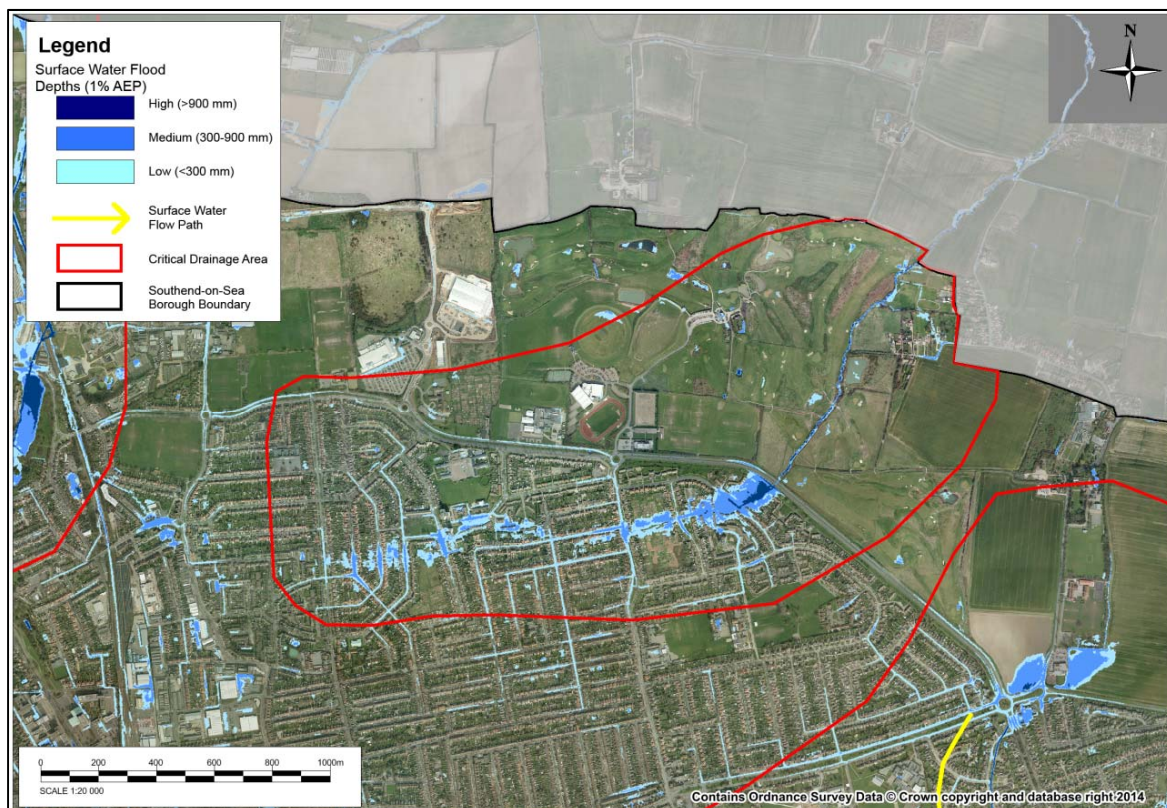 Legend
Surface Water Flood
Depths (1% AEP)
High (>900 mm)
Medium (300-900 mm)
Low (<300 mm)
Surface Water
Flow Path
Critical Drainage Area
Southend-on-Sea
Borough Boundary
N
0 200 400 600 800 1000m
SCALE 1:20 000
Contains Ordnance Survey Data © Crown copyright and database right 2014